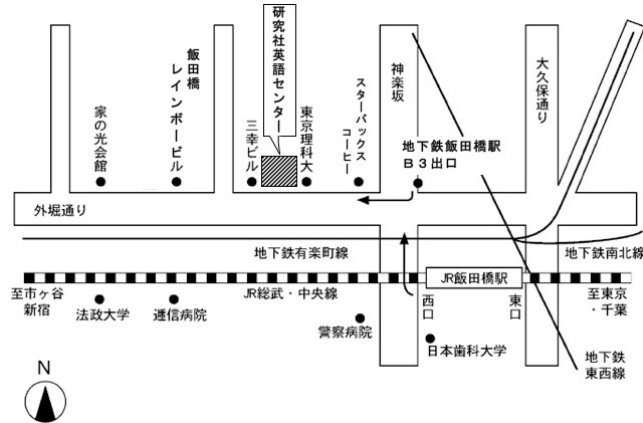 家の光会館
飯田橋
レインボービル
三幸ビル
研究社英語センター
東京理科大
スターバックス
コーヒー
神楽坂
地下鉄飯田橋駅
B3出口
大久保通り
外堀通り
地下鉄有楽町線
地下鉄南北線
至市ヶ谷
新宿
法政大学
逓信病院
JR総武・中央線
JR飯田橋駅
西口
東口
至東京
・千葉
警察病院
日本歯科大学
地下鉄
東西線
N